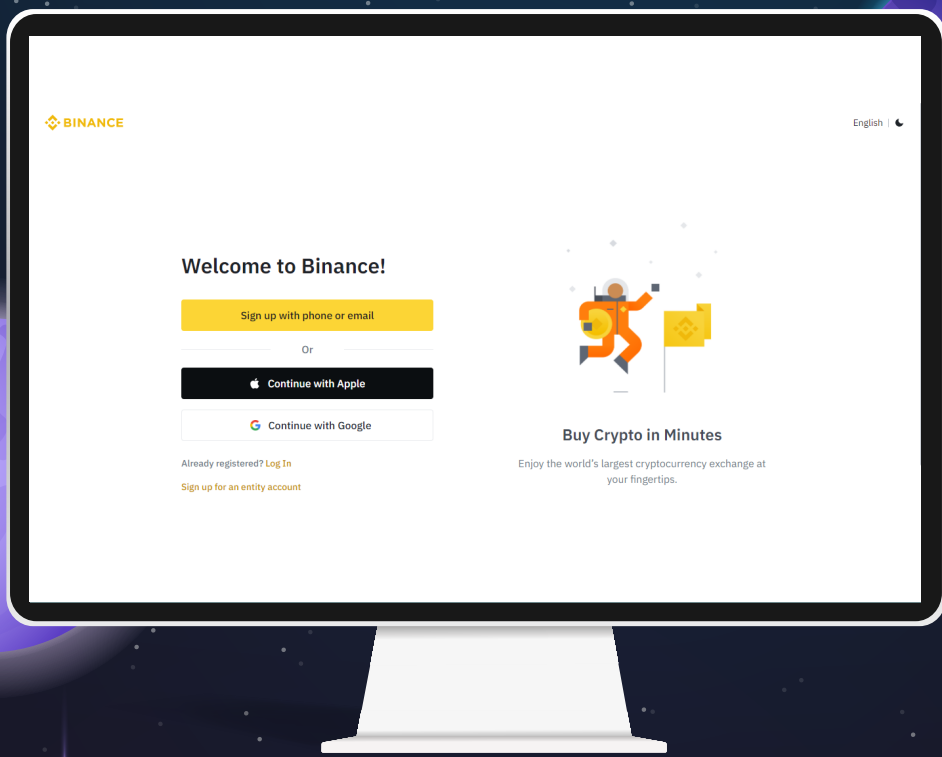 BINANCE
English
Welcome to Binance!
Sign up with phone or email
Or
Continue with Apple
Continue with Google
Already registered? Log In
Sign up for an entity account
Buy Crypto in Minutes
Enjoy the world's largest cryptocurrency exchange at
your fingertips.